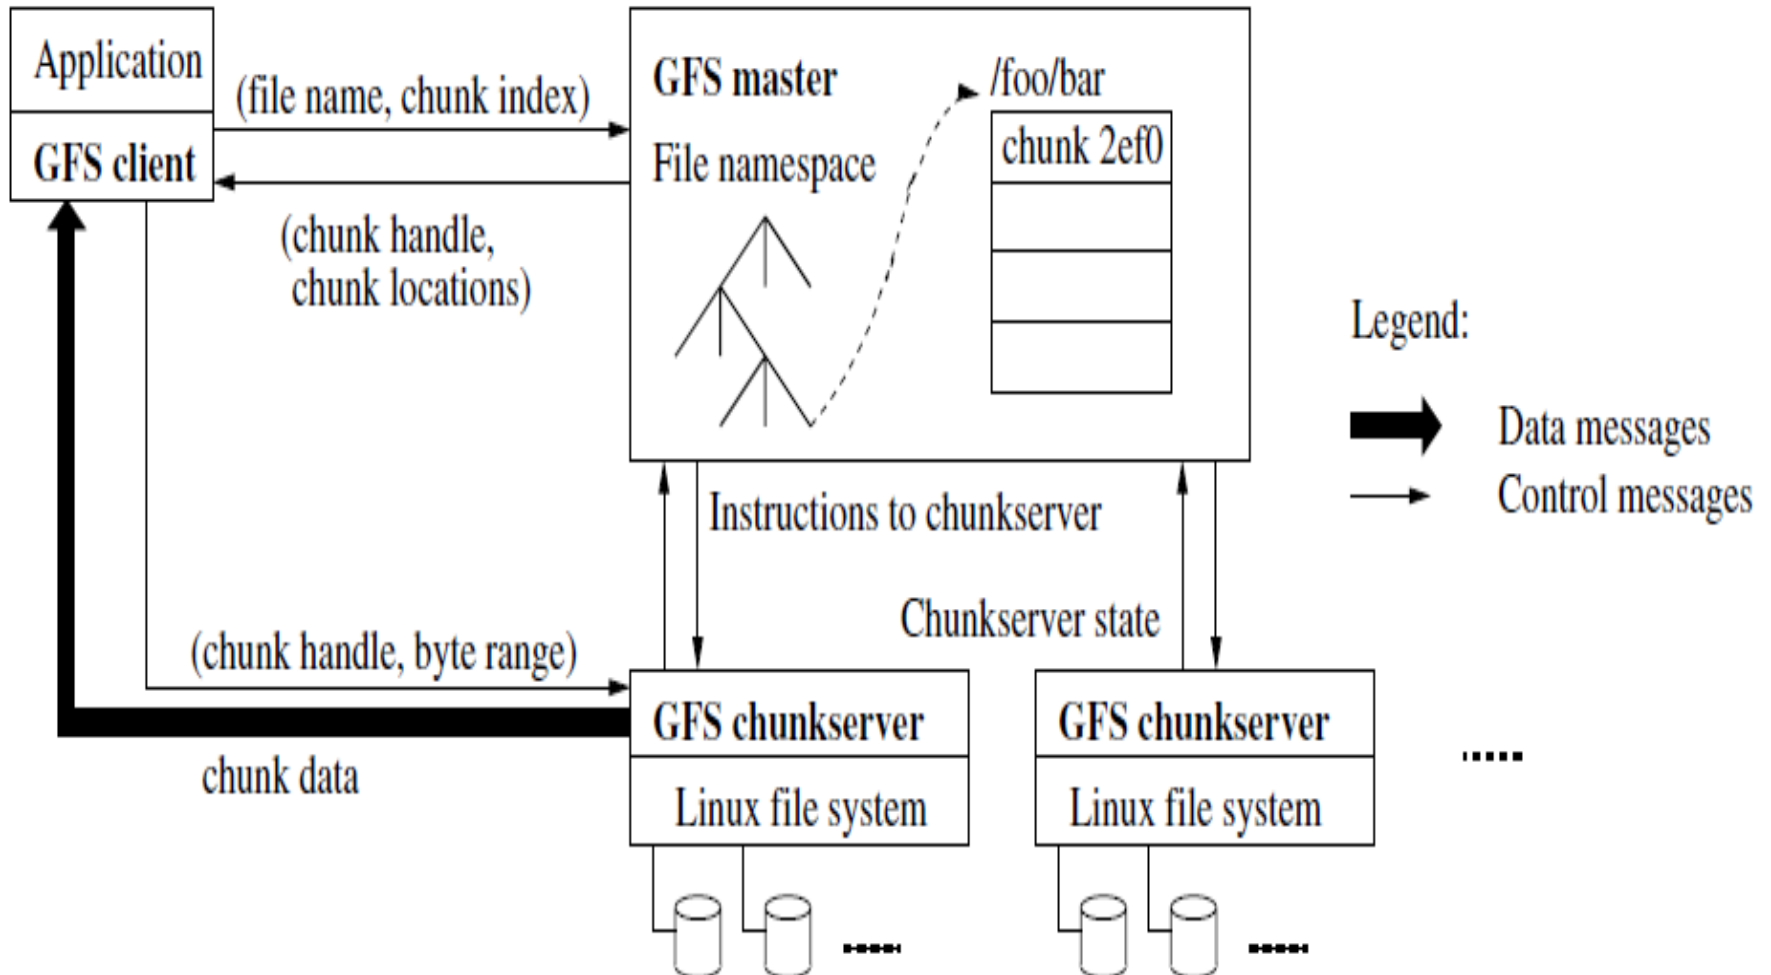 Application
GFS client
(file name, chunk index)
(chunk handle,
chunk locations)
GFS master
File namespace
/foo/bar
chunk 2ef0
Legend:
Data messages
Control messages
Instructions to chunkserver
Chunkserver state
(chunk handle, byte range)
chunk data
GFS chunkserver
Linux file system
GFS chunkserver
Linux file system